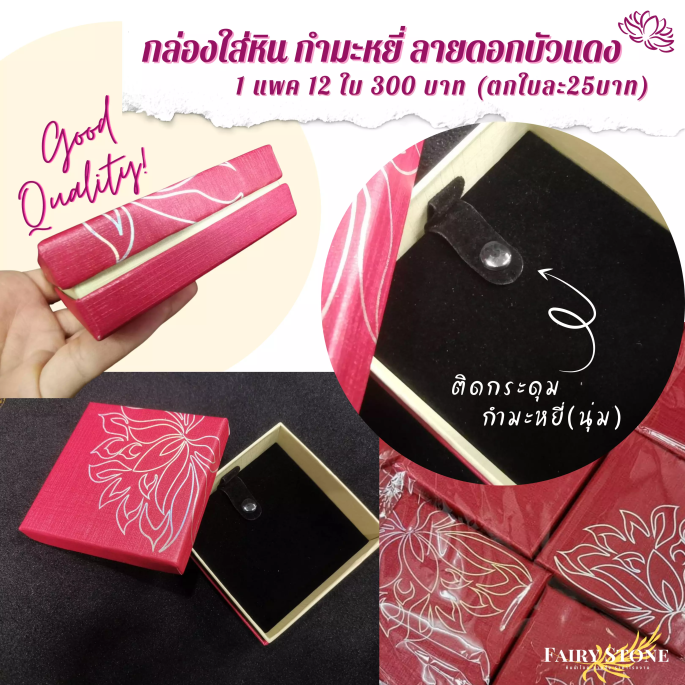 กล่องใส่หิน กำมะหยี่ ลายดอกบัวแดง
1 แพค 12 ใบ 300 บาท (ตกใบละ25บาท)
Good
Quality!
ติดกระดุม
กำมะหยี่(นุ่ม)
FAIRY STONE